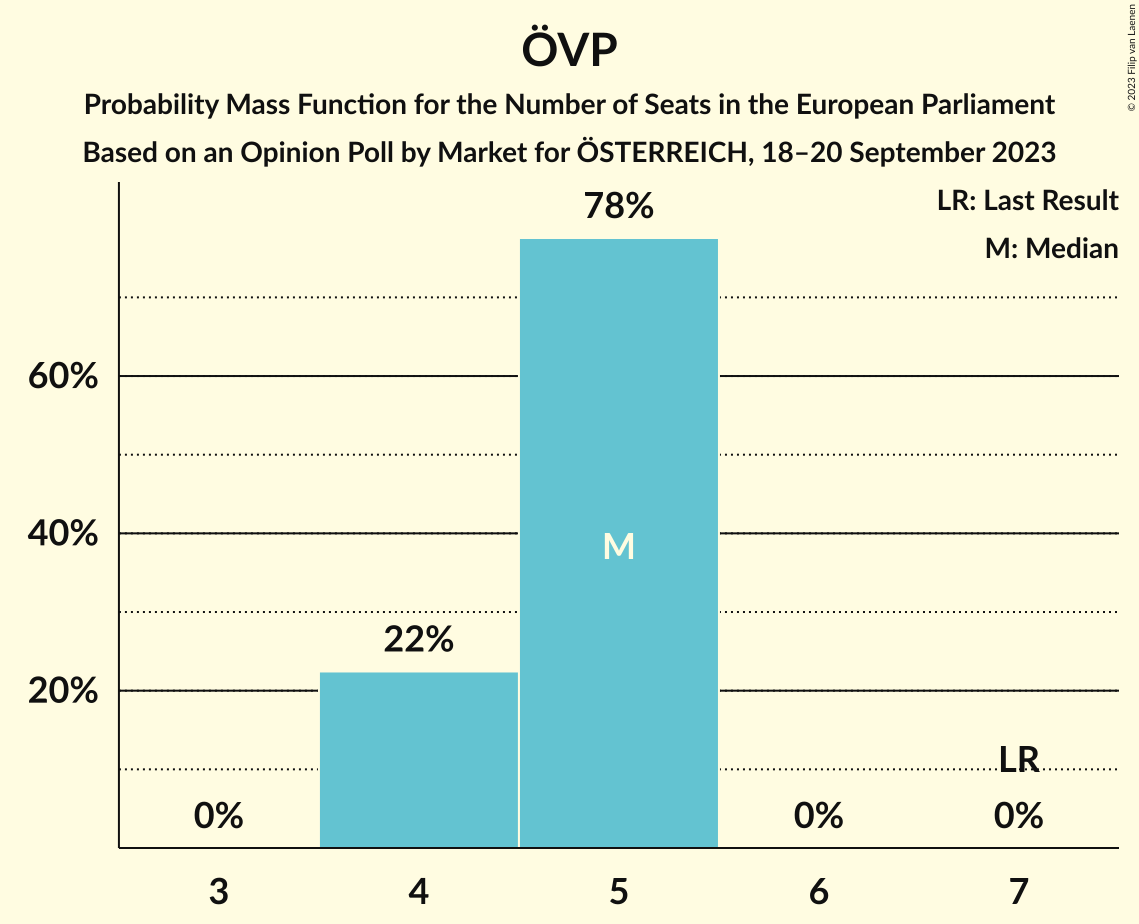 ÖVP
Probability Mass Function for the Number of Seats in the European Parliament
Based on an Opinion Poll by Market for ÖSTERREICH, 18–20 September 2023
© 2023 Filip van Laenen
LR: Last Result
M: Median
78%
60%
40%
M
22%
20%
LR
0%
0%
0%
3
4
5
6
7